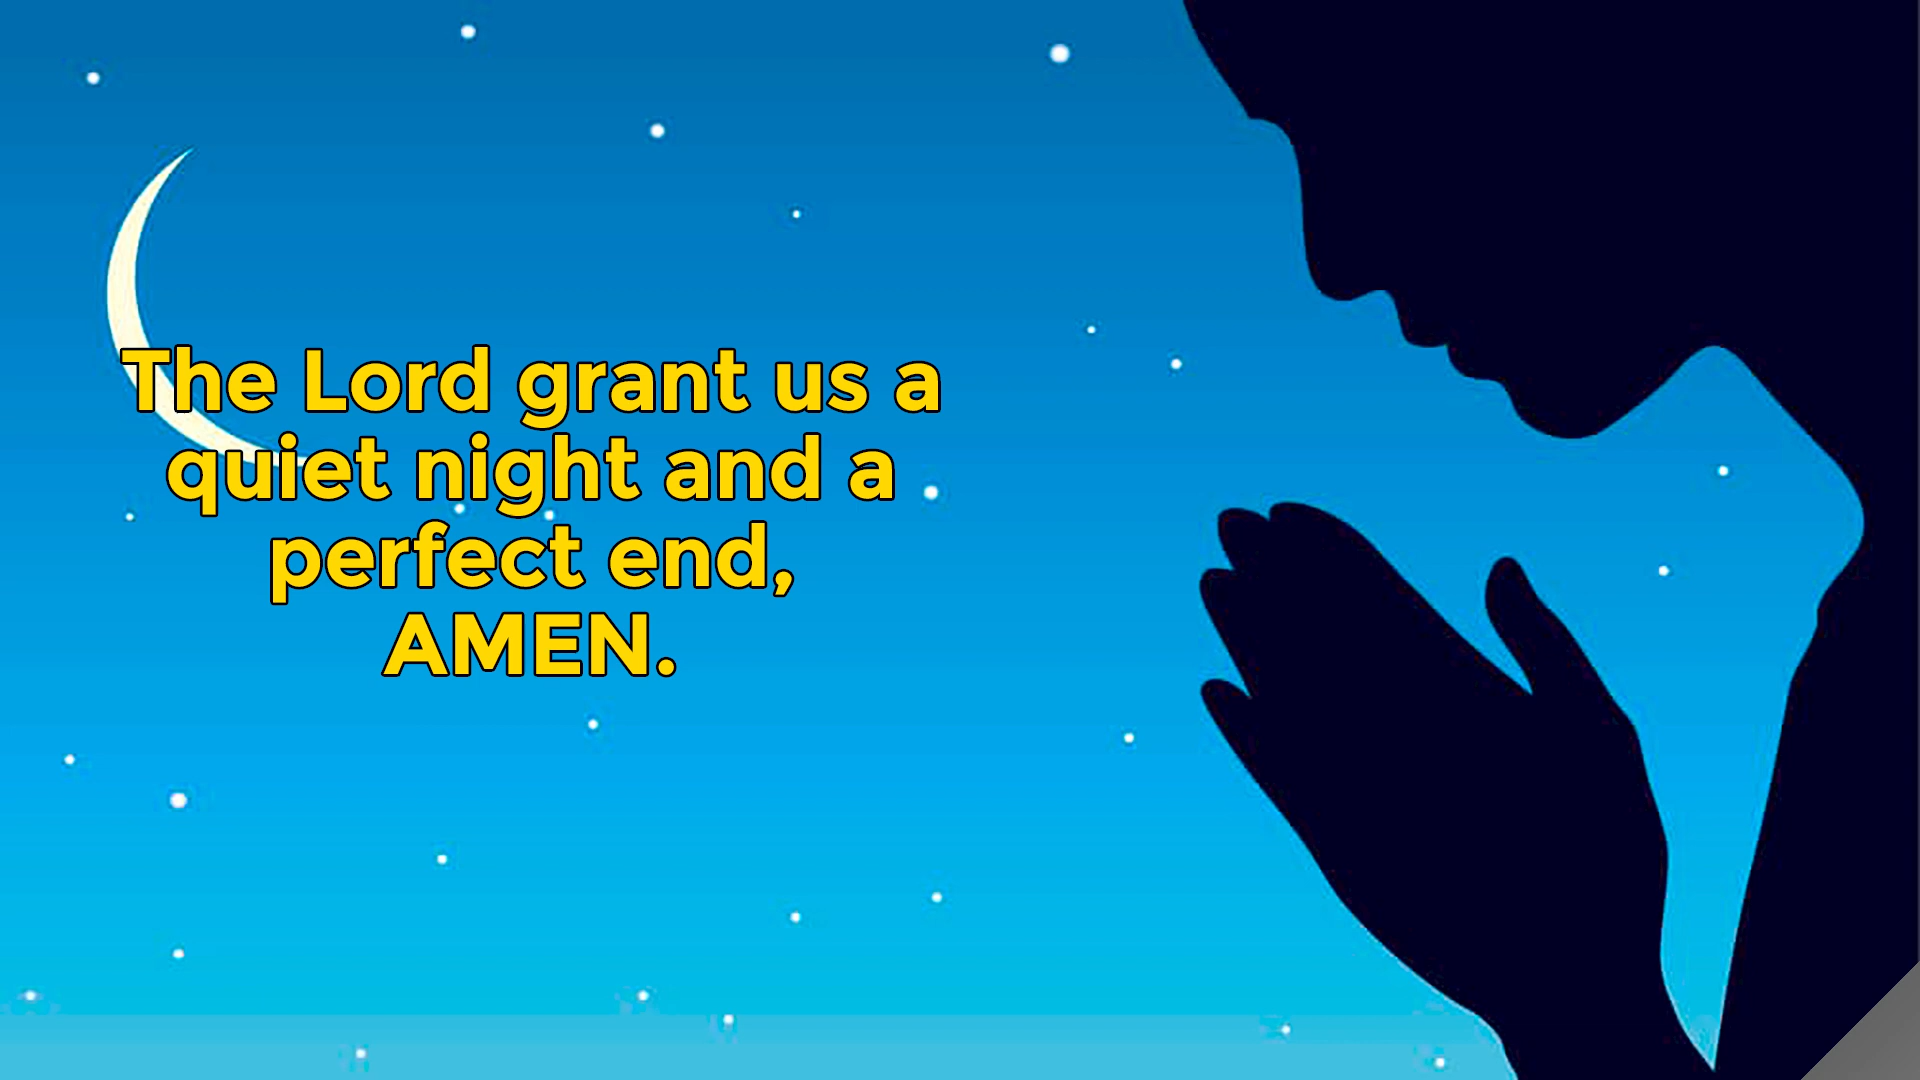 The Lord grant us a
quiet night and a
perfect end,
AMEN.